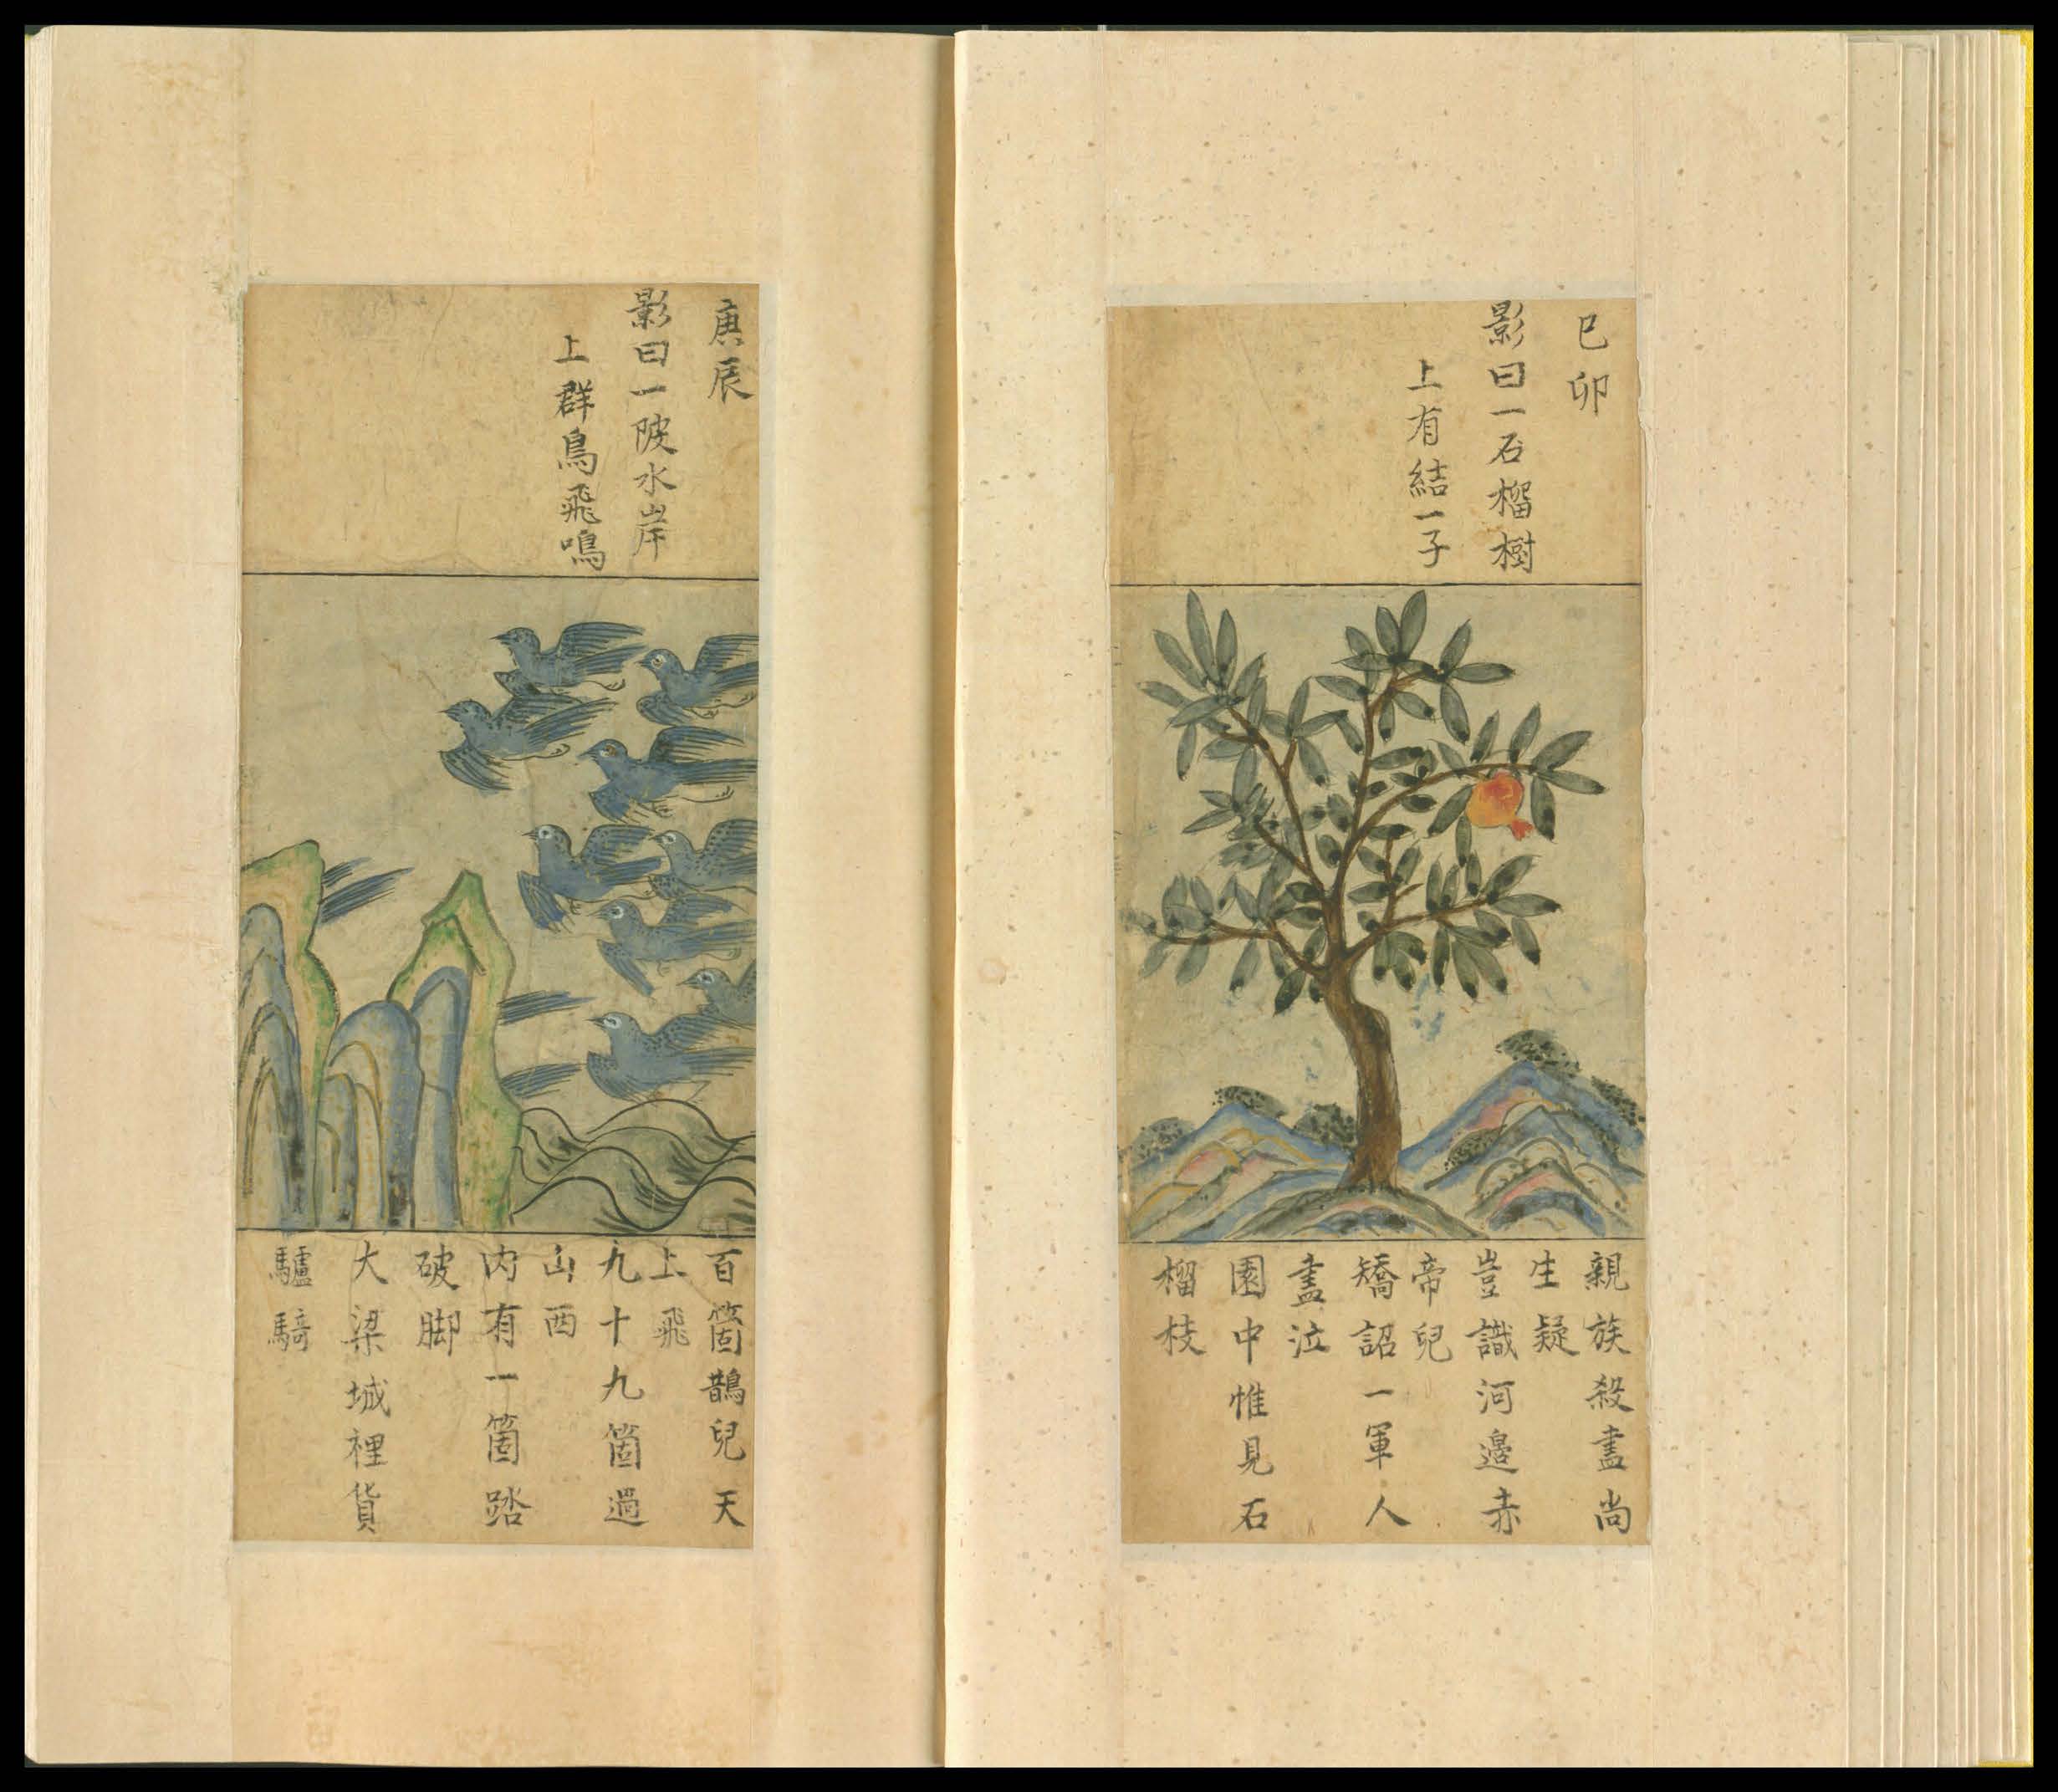 己卯
影曰一石榴樹
上有結一子
親族殺盡尚
生疑
豈識河邊赤
帝兒
矯詔一軍人
盡泣
園中惟見石
榴枝
庚辰
影曰一陂水岸
上群鳥飛鳴
百箇鵲兒天
上飛
九十九箇過
山西
內有一箇踏
破脚
大梁城裡貨
驢騎